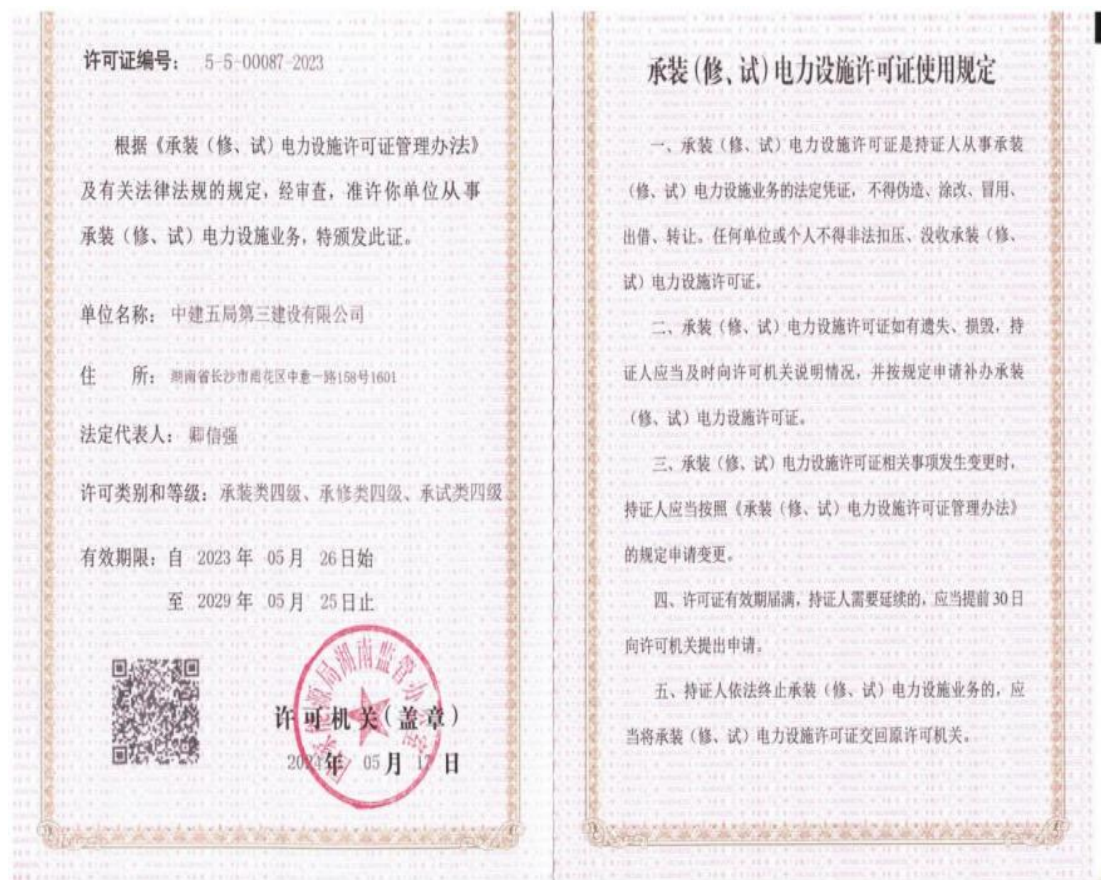 许可证编号： 5-5-00087-2023
根据《承装（修、试）电力设施许可证管理办法》
及有关法律法规的规定，经审查，准许你单位从事
承装（修、试）电力设施业务，特颁发此证。
单位名称： 中建五局第三建设有限公司
住 所： 湖南省长沙市雨花区中意一路158号1601
法定代表人： 卿信强
许可类别和等级：承装类四级、承修类四级、承试类四级
有效期限：自 2023 年 05 月 26 日始
至 2029 年 05 月 25 日止
国家能源局湖南监管办公室
许可机关（盖章）
2024年 05 月 17 日
承装（修、试）电力设施许可证使用规定
一、承装（修、试）电力设施许可证是持证人从事承装
（修、试）电力设施业务的法定凭证，不得伪造、涂改、冒用、
出借、转让。任何单位或个人不得非法扣压、没收承装（修、
试）电力设施许可证。
二、承装（修、试）电力设施许可证如有遗失、损毁，持
证人应当及时向许可机关说明情况，并按规定申请补办承装
（修、试）电力设施许可证。
三、承装（修、试）电力设施许可证相关事项发生变更时，
持证人应当按照《承装（修、试）电力设施许可证管理办法》
的规定申请变更。
四、许可证有效期届满，持证人需要延续的，应当提前 30 日
向许可机关提出申请。
五、持证人依法终止承装（修、试）电力设施业务的，应
当将承装（修、试）电力设施许可证交回原许可机关。